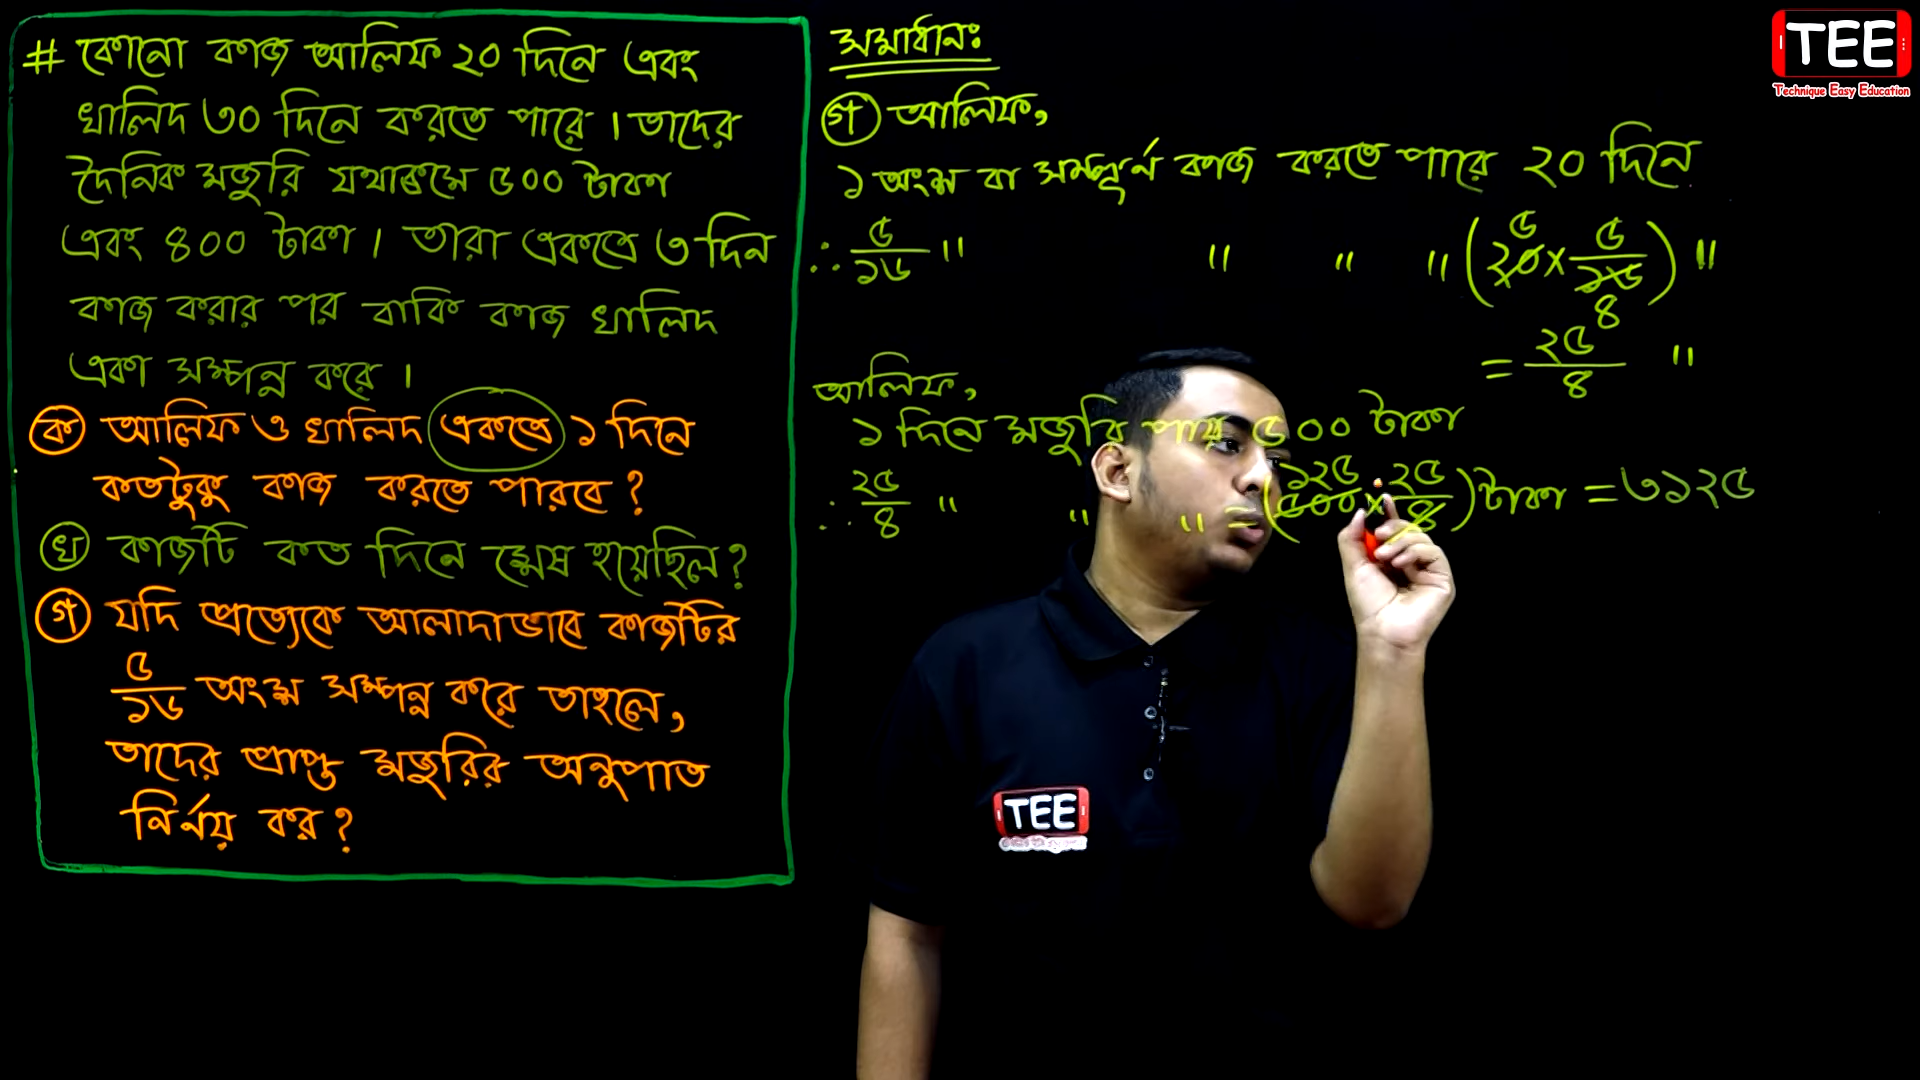 # কোনো কাজ আলিফ ২০ দিনে এবং
খালিদ ৩০ দিনে করতে পারে । তাদের
দৈনিক মজুরি যথাক্রমে ৫০০ টাকা
এবং ৪০০ টাকা । তারা একত্রে ৩ দিন
কাজ করার পর বাকি কাজ খালিদ
একা সম্পন্ন করে ।
ক আলিফ ও খালিদ একত্রে ১ দিনে
কতটুকু কাজ করতে পারবে ?
খ কাজটি কত দিনে শেষ হয়েছিল ?
গ যদি প্রত্যেকে আলাদাভাবে কাজটির
৫/১৬ অংশ সম্পন্ন করে তাহলে,
তাদের প্রাপ্ত মজুরির অনুপাত
নির্ণয় কর ?
সমাধান:
গ আলিফ,
১ অংশ বা সম্পূর্ণ কাজ করতে পারে ২০ দিনে
∴ ৫/১৬ " " " " (২০ × ৫/১৬) "
৫
৪
= ২৫/৪ "
আলিফ,
১ দিনে মজুরি পায় ৫০০ টাকা
∴ ২৫/৪ " " " = (৫০০ × ২৫/৪) টাকা = ৩১২৫
১২৫
TEE
Technique Easy Education
TEE